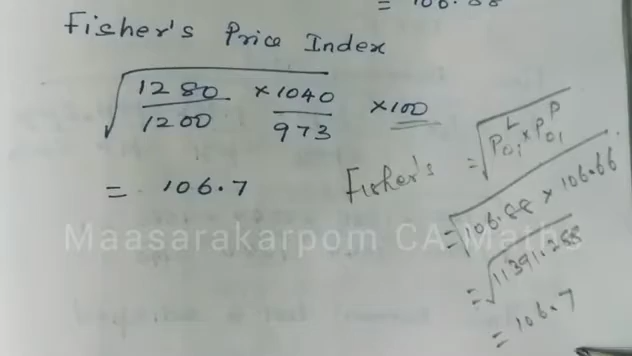 = 106.88
Fisher's Price Index
√ 1280/1200 × 1040/973 × 100
= 106.7
Fisher's = √ P₀₁ᴸ × P₀₁ᴾ
= √ 106.88 × 106.66
= √ 11391.288
= 106.7
Maasarakarpom CA Maths